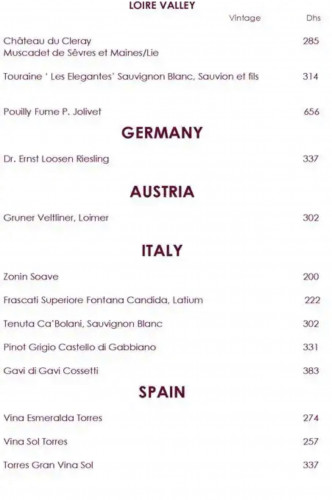 LOIRE VALLEY
Vintage Dhs
Château du Cleray 285
Muscadet de Sêvres et Maines/Lie
Touraine ' Les Elegantes' Sauvignon Blanc, Sauvion et fils 314
Pouilly Fume P. Jolivet 656
GERMANY
Dr. Ernst Loosen Riesling 337
AUSTRIA
Gruner Veltliner, Loimer 302
ITALY
Zonin Soave 200
Frascati Superiore Fontana Candida, Latium 222
Tenuta Ca'Bolani, Sauvignon Blanc 302
Pinot Grigio Castello di Gabbiano 331
Gavi di Gavi Cossetti 383
SPAIN
Vina Esmeralda Torres 274
Vina Sol Torres 257
Torres Gran Vina Sol 337